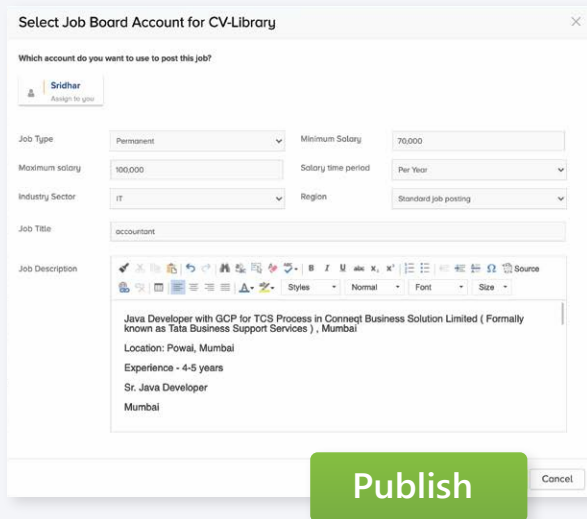 Select Job Board Account for CV-Library
Which account do you want to use to post this job?
Sridhar
Assign to you
Job Type
Permanent
Minimum Salary
70,000
Maximum salary
100,000
Salary time period
Per Year
Industry Sector
IT
Region
Standard job posting
Job Title
accountant
Job Description
B I U abc X₂ X² Ω Source
A Styles Normal Font Size
Java Developer with GCP for TCS Process in Conneqt Business Solution Limited ( Formally
known as Tata Business Support Services ) , Mumbai
Location: Powai, Mumbai
Experience - 4-5 years
Sr. Java Developer
Mumbai
Publish
Cancel